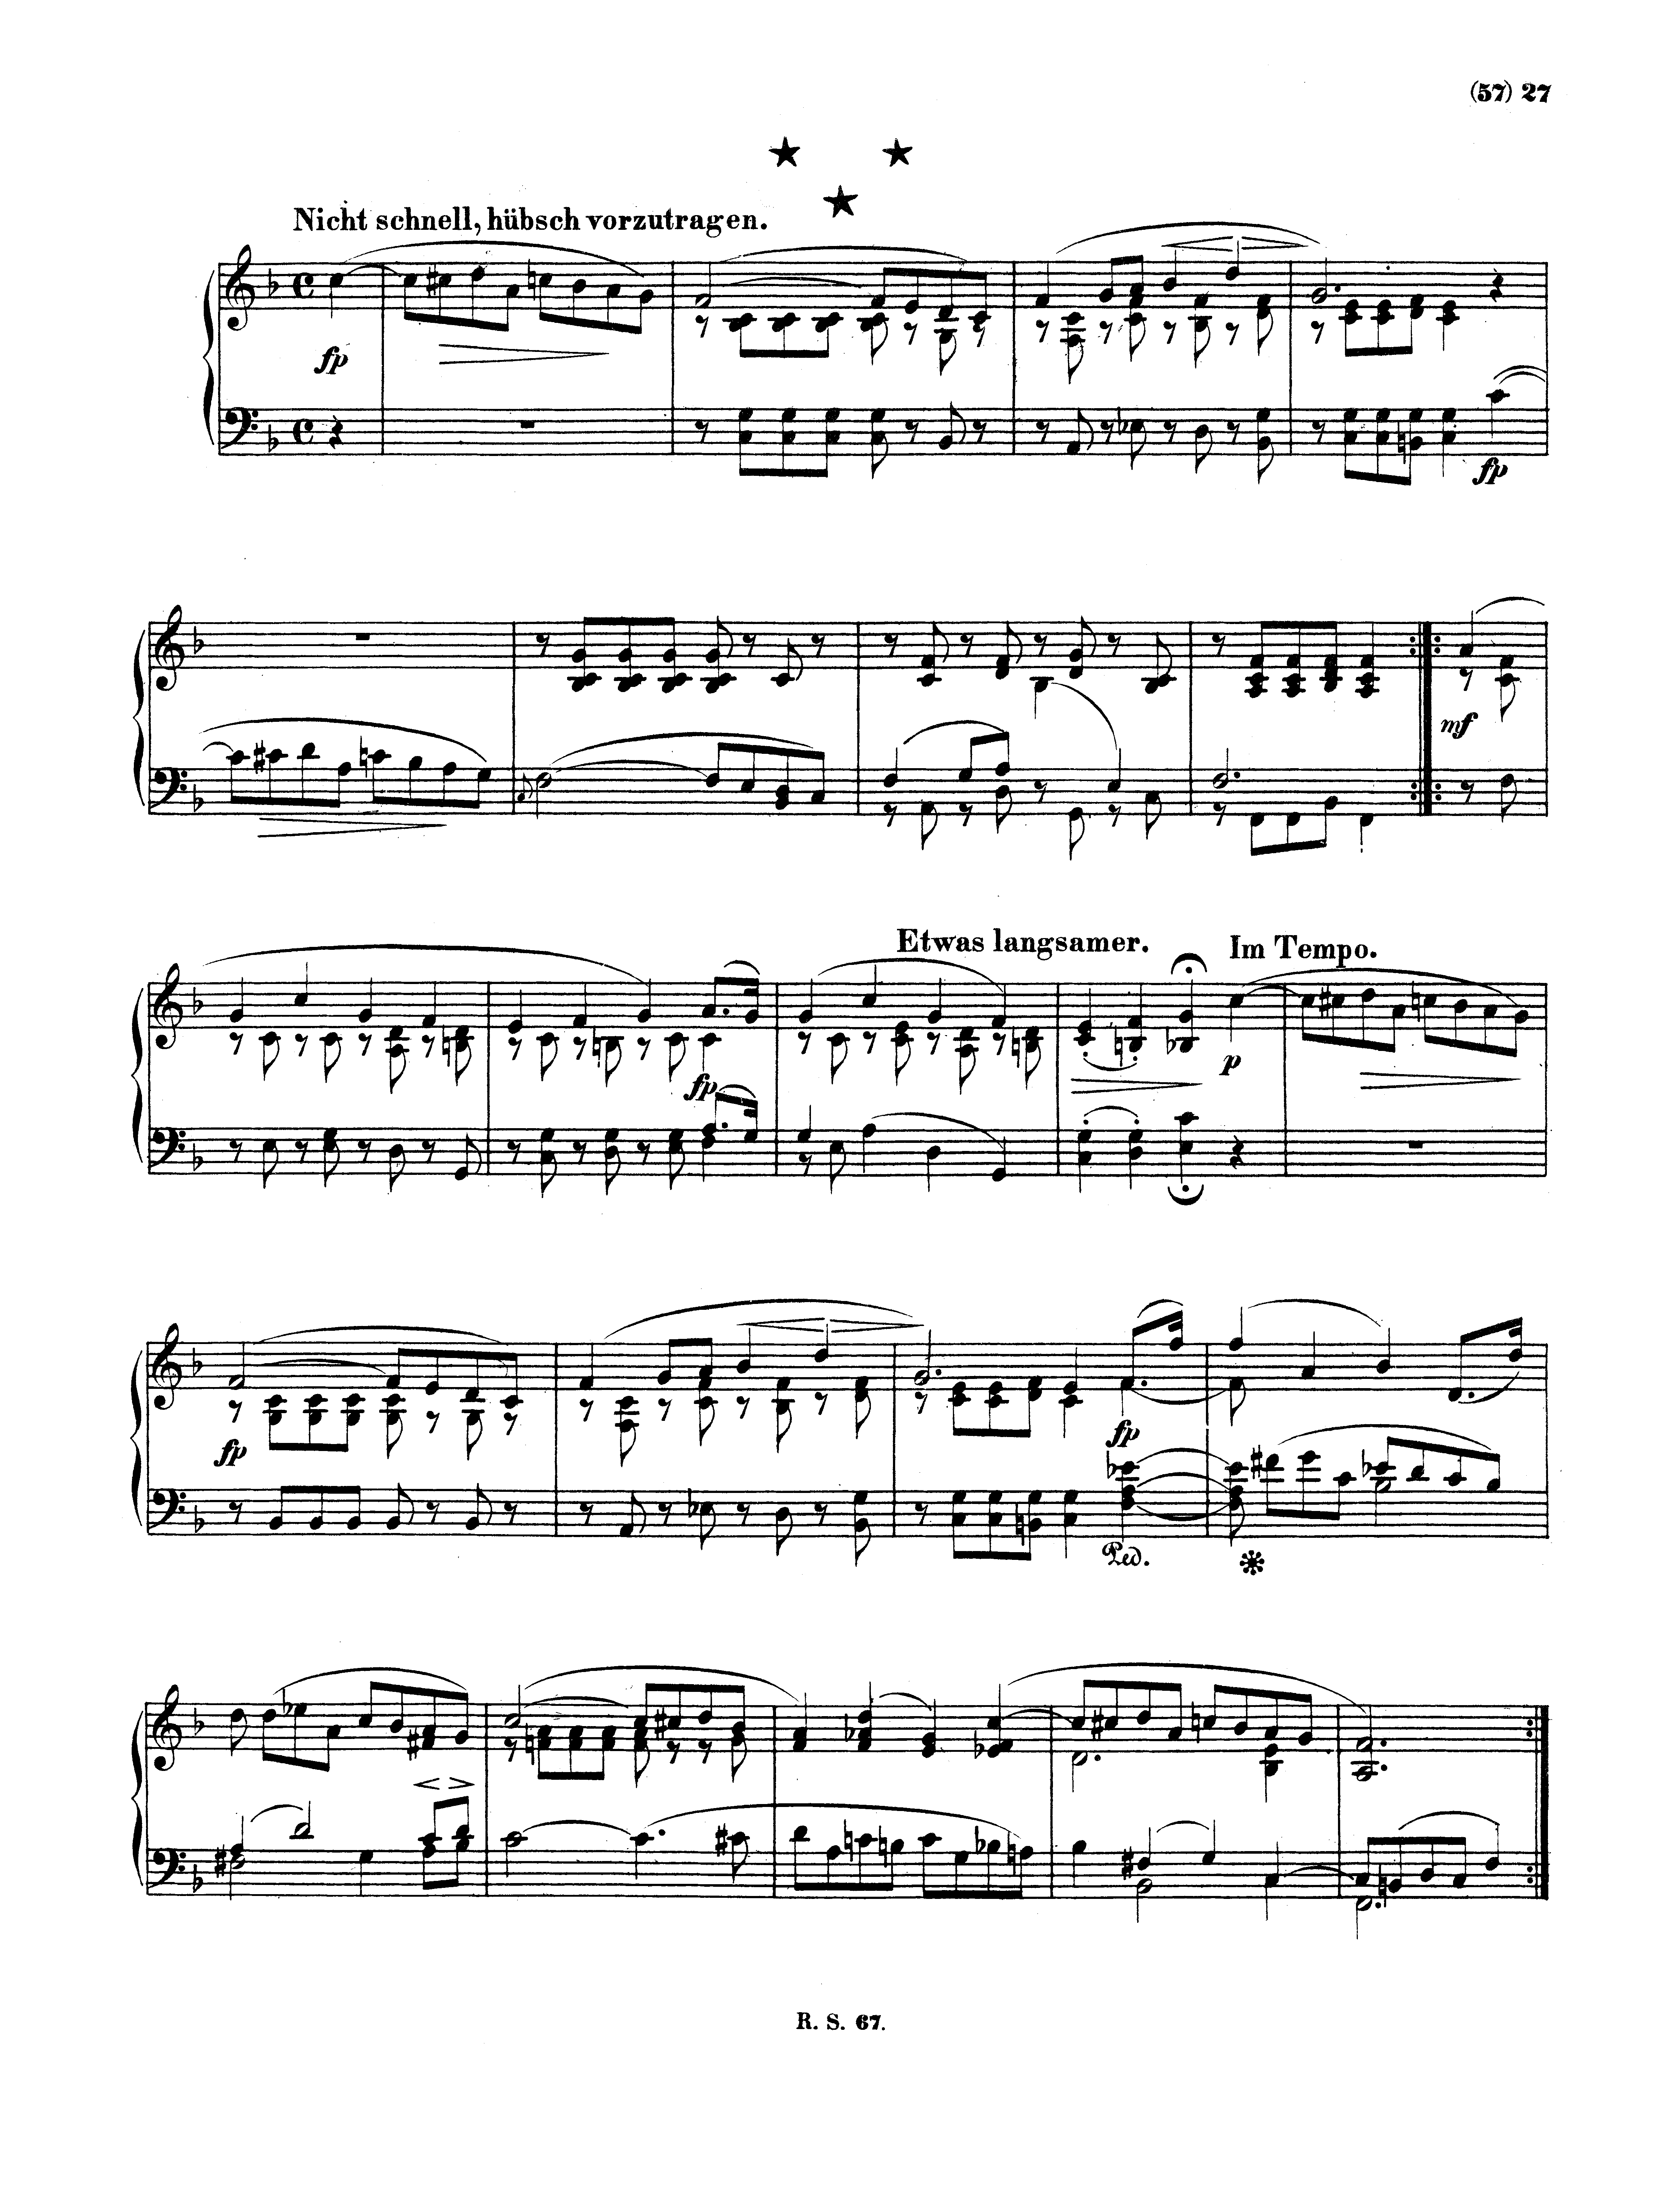 (57) 27
Nicht schnell, hübsch vorzutragen.
fp
fp
mf
Etwas langsamer. Im Tempo.
fp
p
fp
fp
Ped.
R. S. 67.